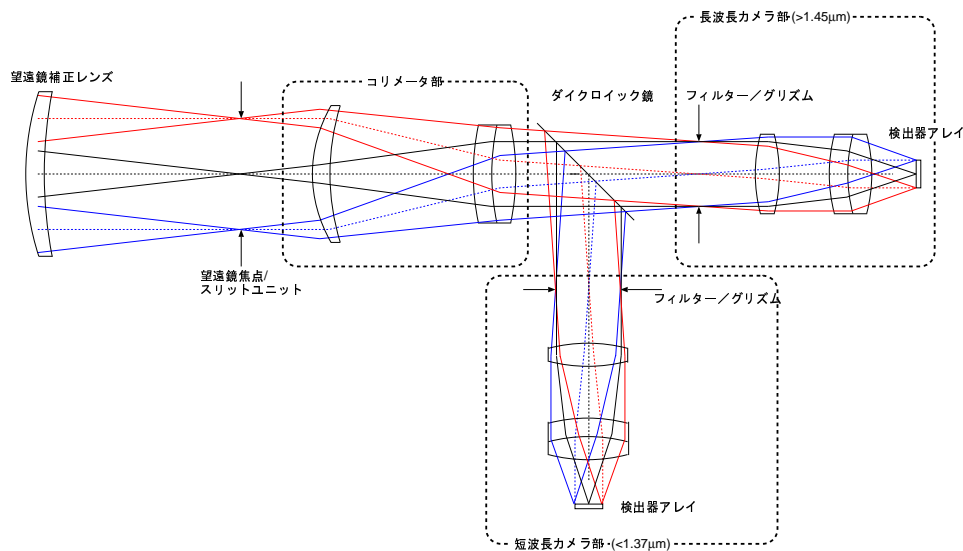 長波長カメラ部(>1.45μm)
望遠鏡補正レンズ
コリメータ部
ダイクロイック鏡
フィルター／グリズム
検出器アレイ
望遠鏡焦点/
スリットユニット
フィルター／グリズム
検出器アレイ
短波長カメラ部(<1.37μm)